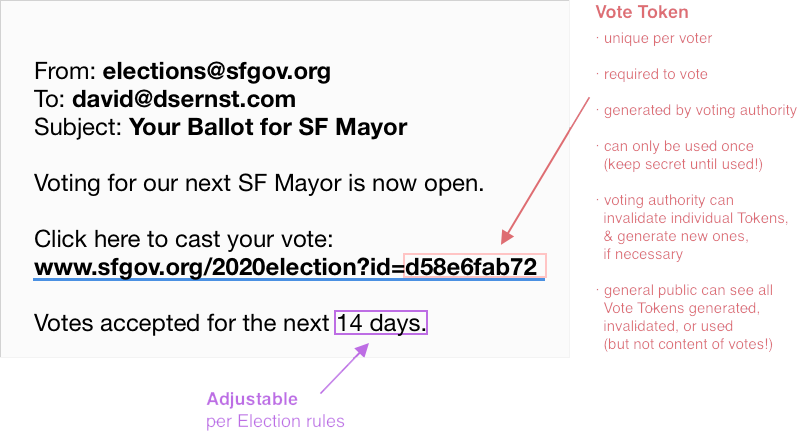 From: elections@sfgov.org
To: david@dsernst.com
Subject: Your Ballot for SF Mayor
Voting for our next SF Mayor is now open.
Click here to cast your vote:
www.sfgov.org/2020election?id=d58e6fab72
Votes accepted for the next 14 days.
Adjustable
per Election rules
Vote Token
· unique per voter
· required to vote
· generated by voting authority
· can only be used once
(keep secret until used!)
· voting authority can
invalidate individual Tokens,
& generate new ones,
if necessary
· general public can see all
Vote Tokens generated,
invalidated, or used
(but not content of votes!)